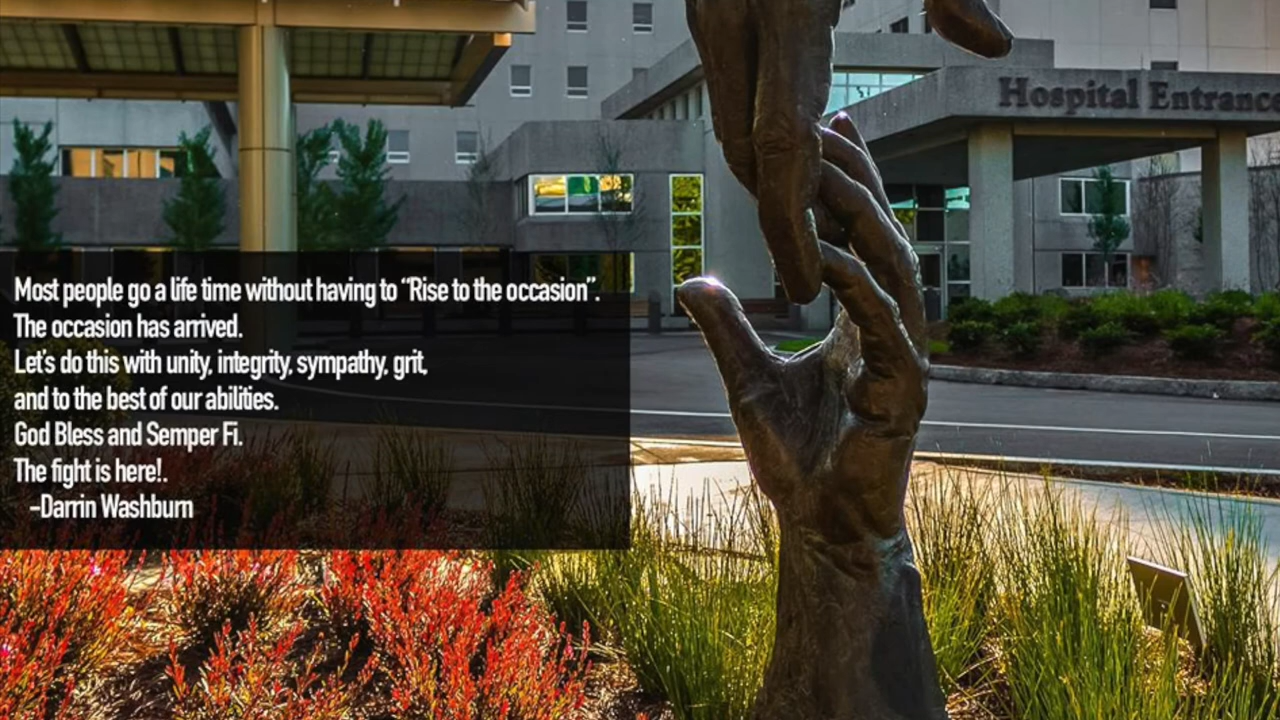 Hospital Entrance
Most people go a life time without having to “Rise to the occasion”.
The occasion has arrived.
Let's do this with unity, integrity, sympathy, grit,
and to the best of our abilities.
God Bless and Semper Fi.
The fight is here!.
-Darrin Washburn